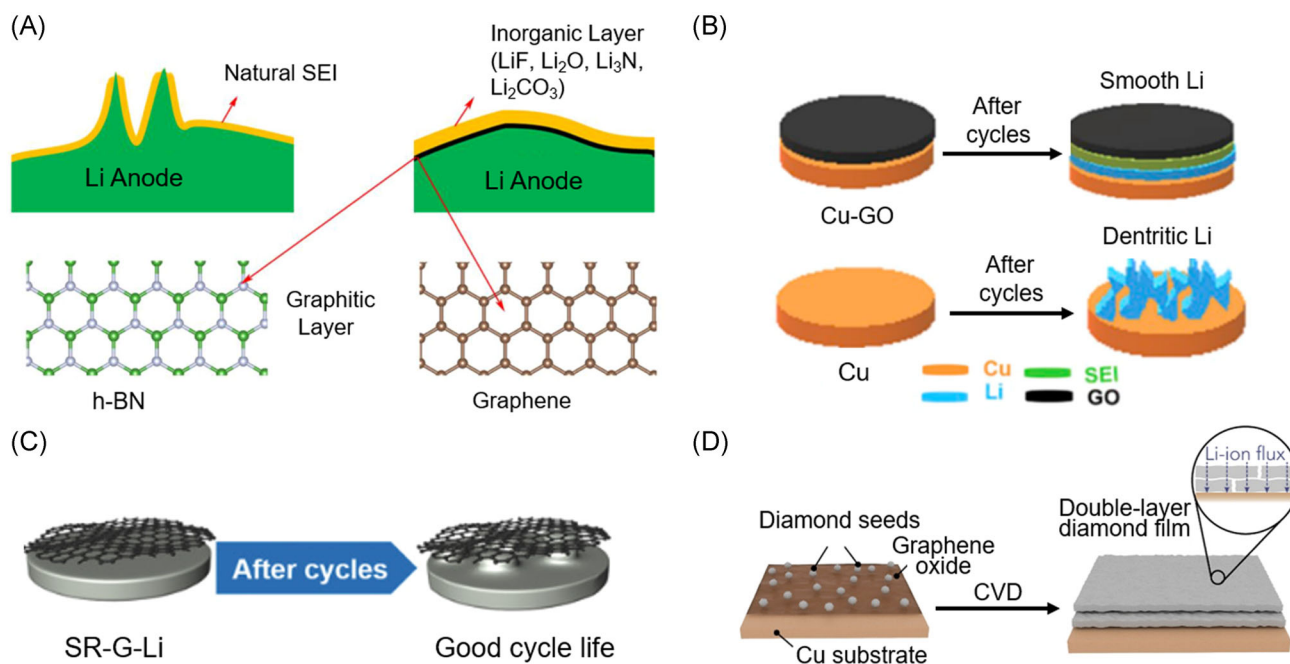 (A)
Natural SEI
Li Anode
Inorganic Layer
(LiF, Li₂O, Li₃N,
Li₂CO₃)
Li Anode
Graphitic
Layer
h-BN
Graphene
(B)
Cu-GO
After
cycles
Smooth Li
Cu
After
cycles
Dentritic Li
Cu
SEI
Li
GO
(C)
After cycles
SR-G-Li
Good cycle life
(D)
Diamond seeds
Graphene
oxide
Cu substrate
CVD
Li-ion flux
Double-layer
diamond film